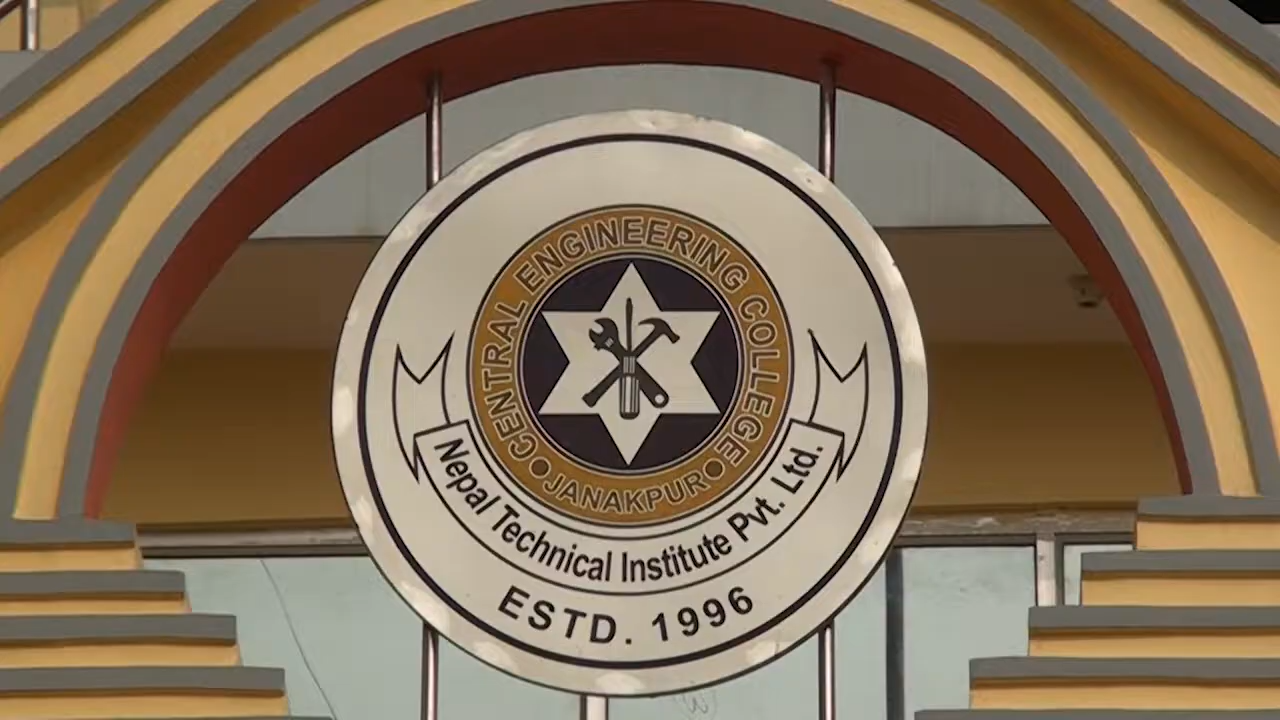 CENTRAL ENGINEERING COLLEGE
JANAKPUR
Nepal Technical Institute Pvt. Ltd.
ESTD. 1996